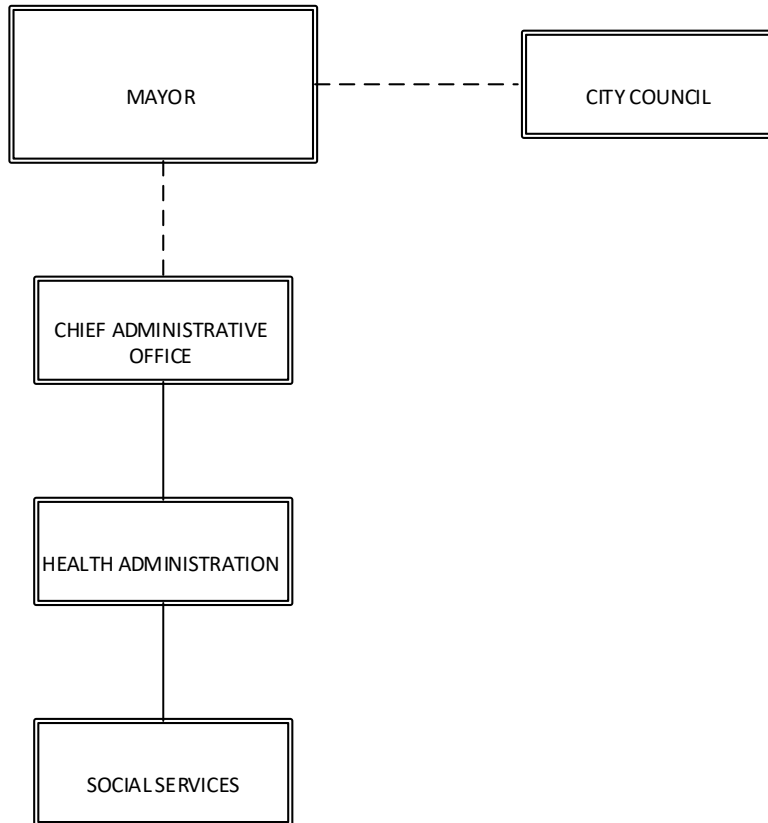 MAYOR
CITY COUNCIL
CHIEF ADMINISTRATIVE
OFFICE
HEALTH ADMINISTRATION
SOCIAL SERVICES